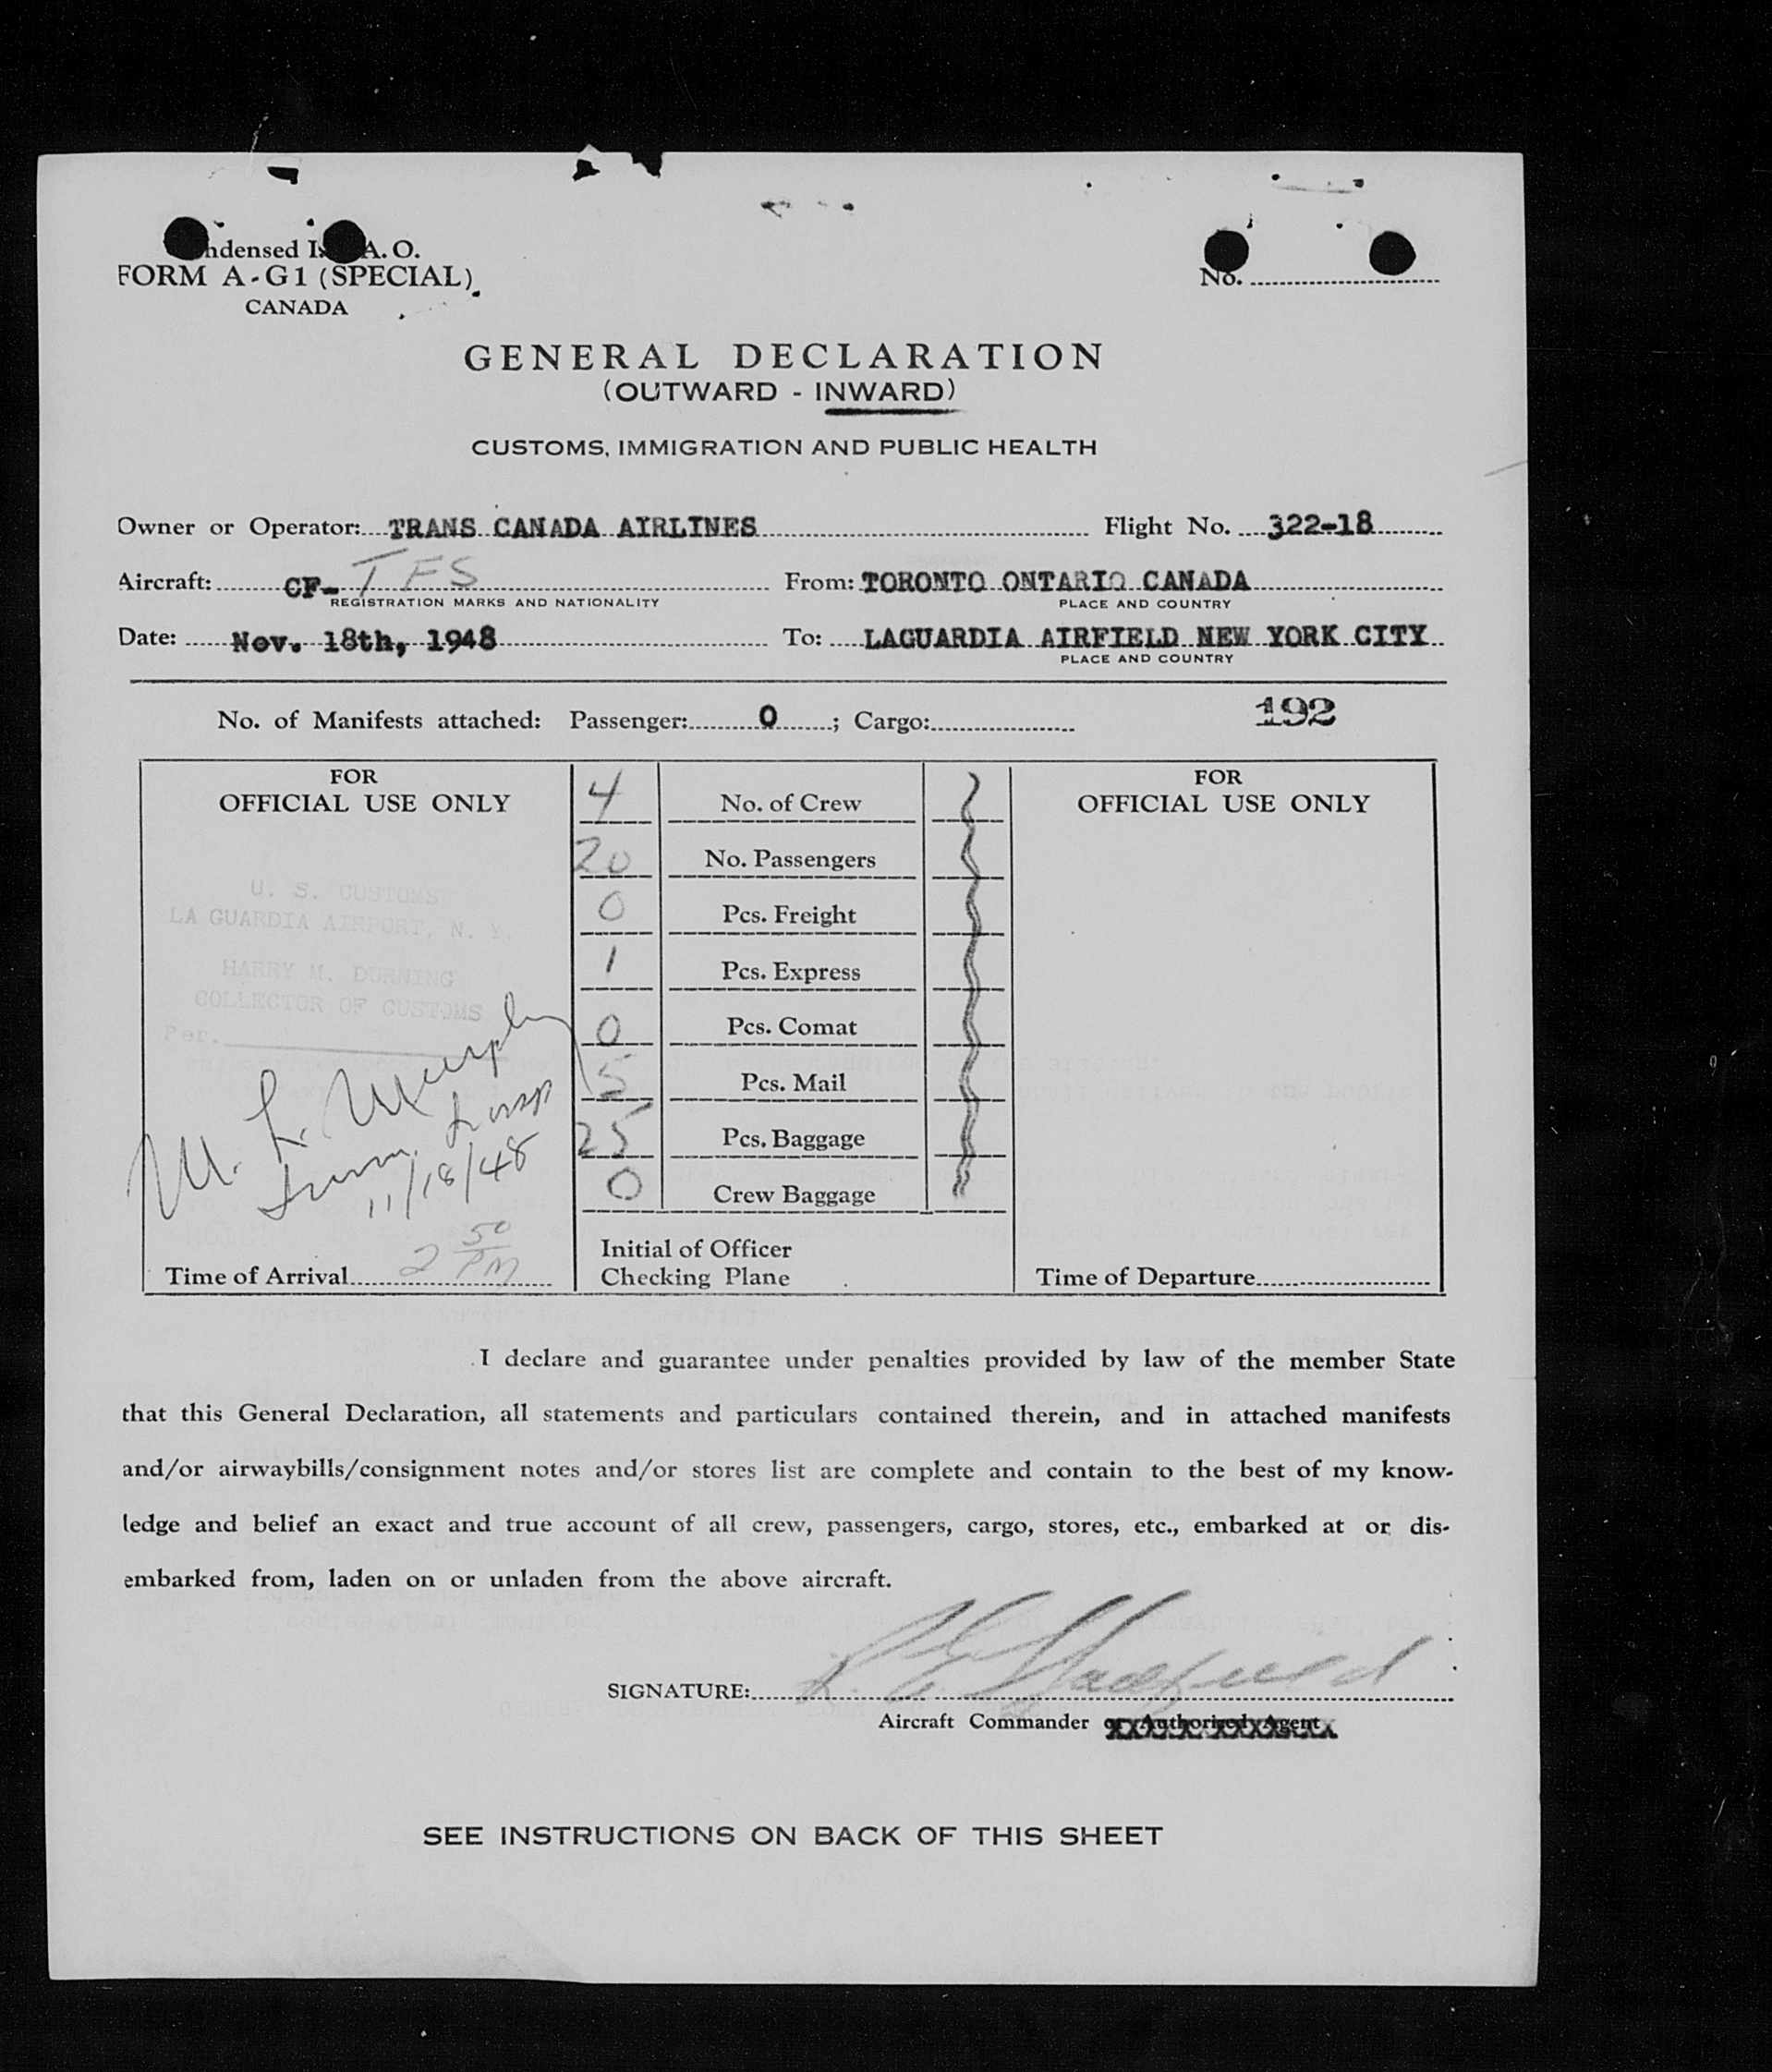 ndensed I. A. O.
FORM A-G1 (SPECIAL)
CANADA
No.
GENERAL DECLARATION
(OUTWARD - INWARD)
CUSTOMS, IMMIGRATION AND PUBLIC HEALTH
Owner or Operator: TRANS CANADA AIRLINES Flight No. 322-18
Aircraft: CF- TFS From: TORONTO ONTARIO CANADA
REGISTRATION MARKS AND NATIONALITY PLACE AND COUNTRY
Date: Nov. 18th, 1948 To: LAGUARDIA AIRFIELD NEW YORK CITY
PLACE AND COUNTRY
No. of Manifests attached: Passenger: 0; Cargo: 192
FOR
OFFICIAL USE ONLY
U. S. CUSTOMS
LA GUARDIA AIRPORT, N. Y.
HARRY M. DURNING
COLLECTOR OF CUSTOMS
Per.
M. L. Murphy
Imm. Insp
11/18/48
Time of Arrival 2 50 PM
4 No. of Crew
20 No. Passengers
0 Pcs. Freight
1 Pcs. Express
0 Pcs. Comat
5 Pcs. Mail
25 Pcs. Baggage
0 Crew Baggage
Initial of Officer
Checking Plane
FOR
OFFICIAL USE ONLY
Time of Departure
I declare and guarantee under penalties provided by law of the member State
that this General Declaration, all statements and particulars contained therein, and in attached manifests
and/or airwaybills/consignment notes and/or stores list are complete and contain to the best of my know-
ledge and belief an exact and true account of all crew, passengers, cargo, stores, etc., embarked at or dis-
embarked from, laden on or unladen from the above aircraft.
SIGNATURE:
Aircraft Commander or Authorized Agent
SEE INSTRUCTIONS ON BACK OF THIS SHEET